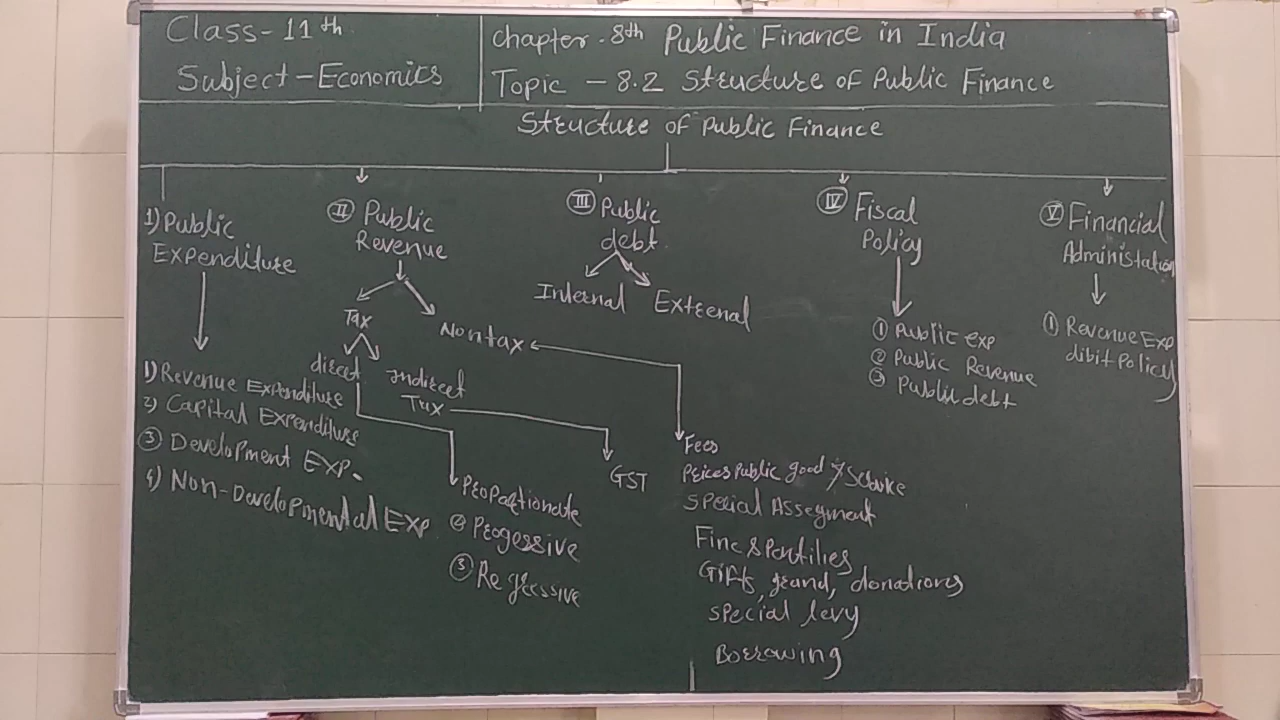 Class-11th
Subject-Economics
Chapter-8th Public Finance in India
Topic - 8.2 Structure of Public Finance
Structure of Public Finance
1) Public
Expenditure
1) Revenue Expenditure
2) Capital Expenditure
③ Development Exp.
4) Non-Developmental Exp
II Public
Revenue
Tax
Nontax
direct
Indirect
Tax
Propartionate
② Progessive
③ Regressive
GST
Fees
Prices Public good & Service
Special Assegment
Fine & Pentilies
Gifts, grand, donations
Special levy
Borrowing
III Public
debt
Internal
External
IV Fiscal
Policy
① Public exp
② Public Revenue
③ Public debt
V Financial
Administation
① Revenue Exp
dibit Policy